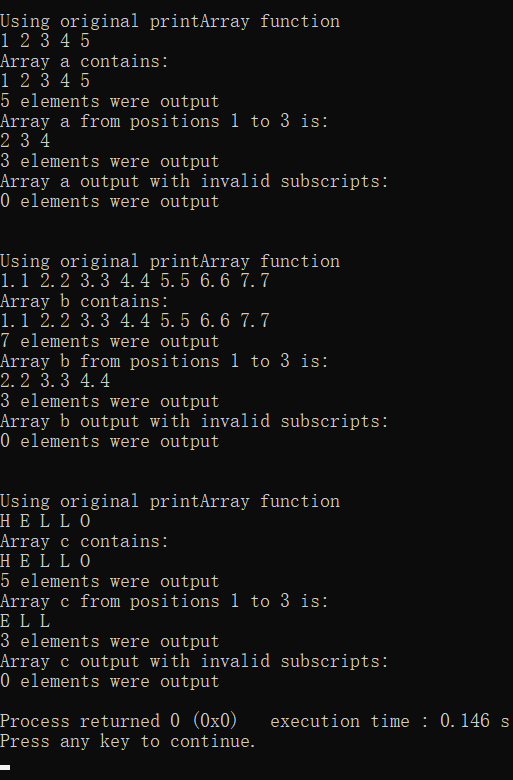 Using original printArray function
1 2 3 4 5
Array a contains:
1 2 3 4 5
5 elements were output
Array a from positions 1 to 3 is:
2 3 4
3 elements were output
Array a output with invalid subscripts:
0 elements were output
Using original printArray function
1.1 2.2 3.3 4.4 5.5 6.6 7.7
Array b contains:
1.1 2.2 3.3 4.4 5.5 6.6 7.7
7 elements were output
Array b from positions 1 to 3 is:
2.2 3.3 4.4
3 elements were output
Array b output with invalid subscripts:
0 elements were output
Using original printArray function
H E L L O
Array c contains:
H E L L O
5 elements were output
Array c from positions 1 to 3 is:
E L L
3 elements were output
Array c output with invalid subscripts:
0 elements were output
Process returned 0 (0x0)   execution time : 0.146 s
Press any key to continue.